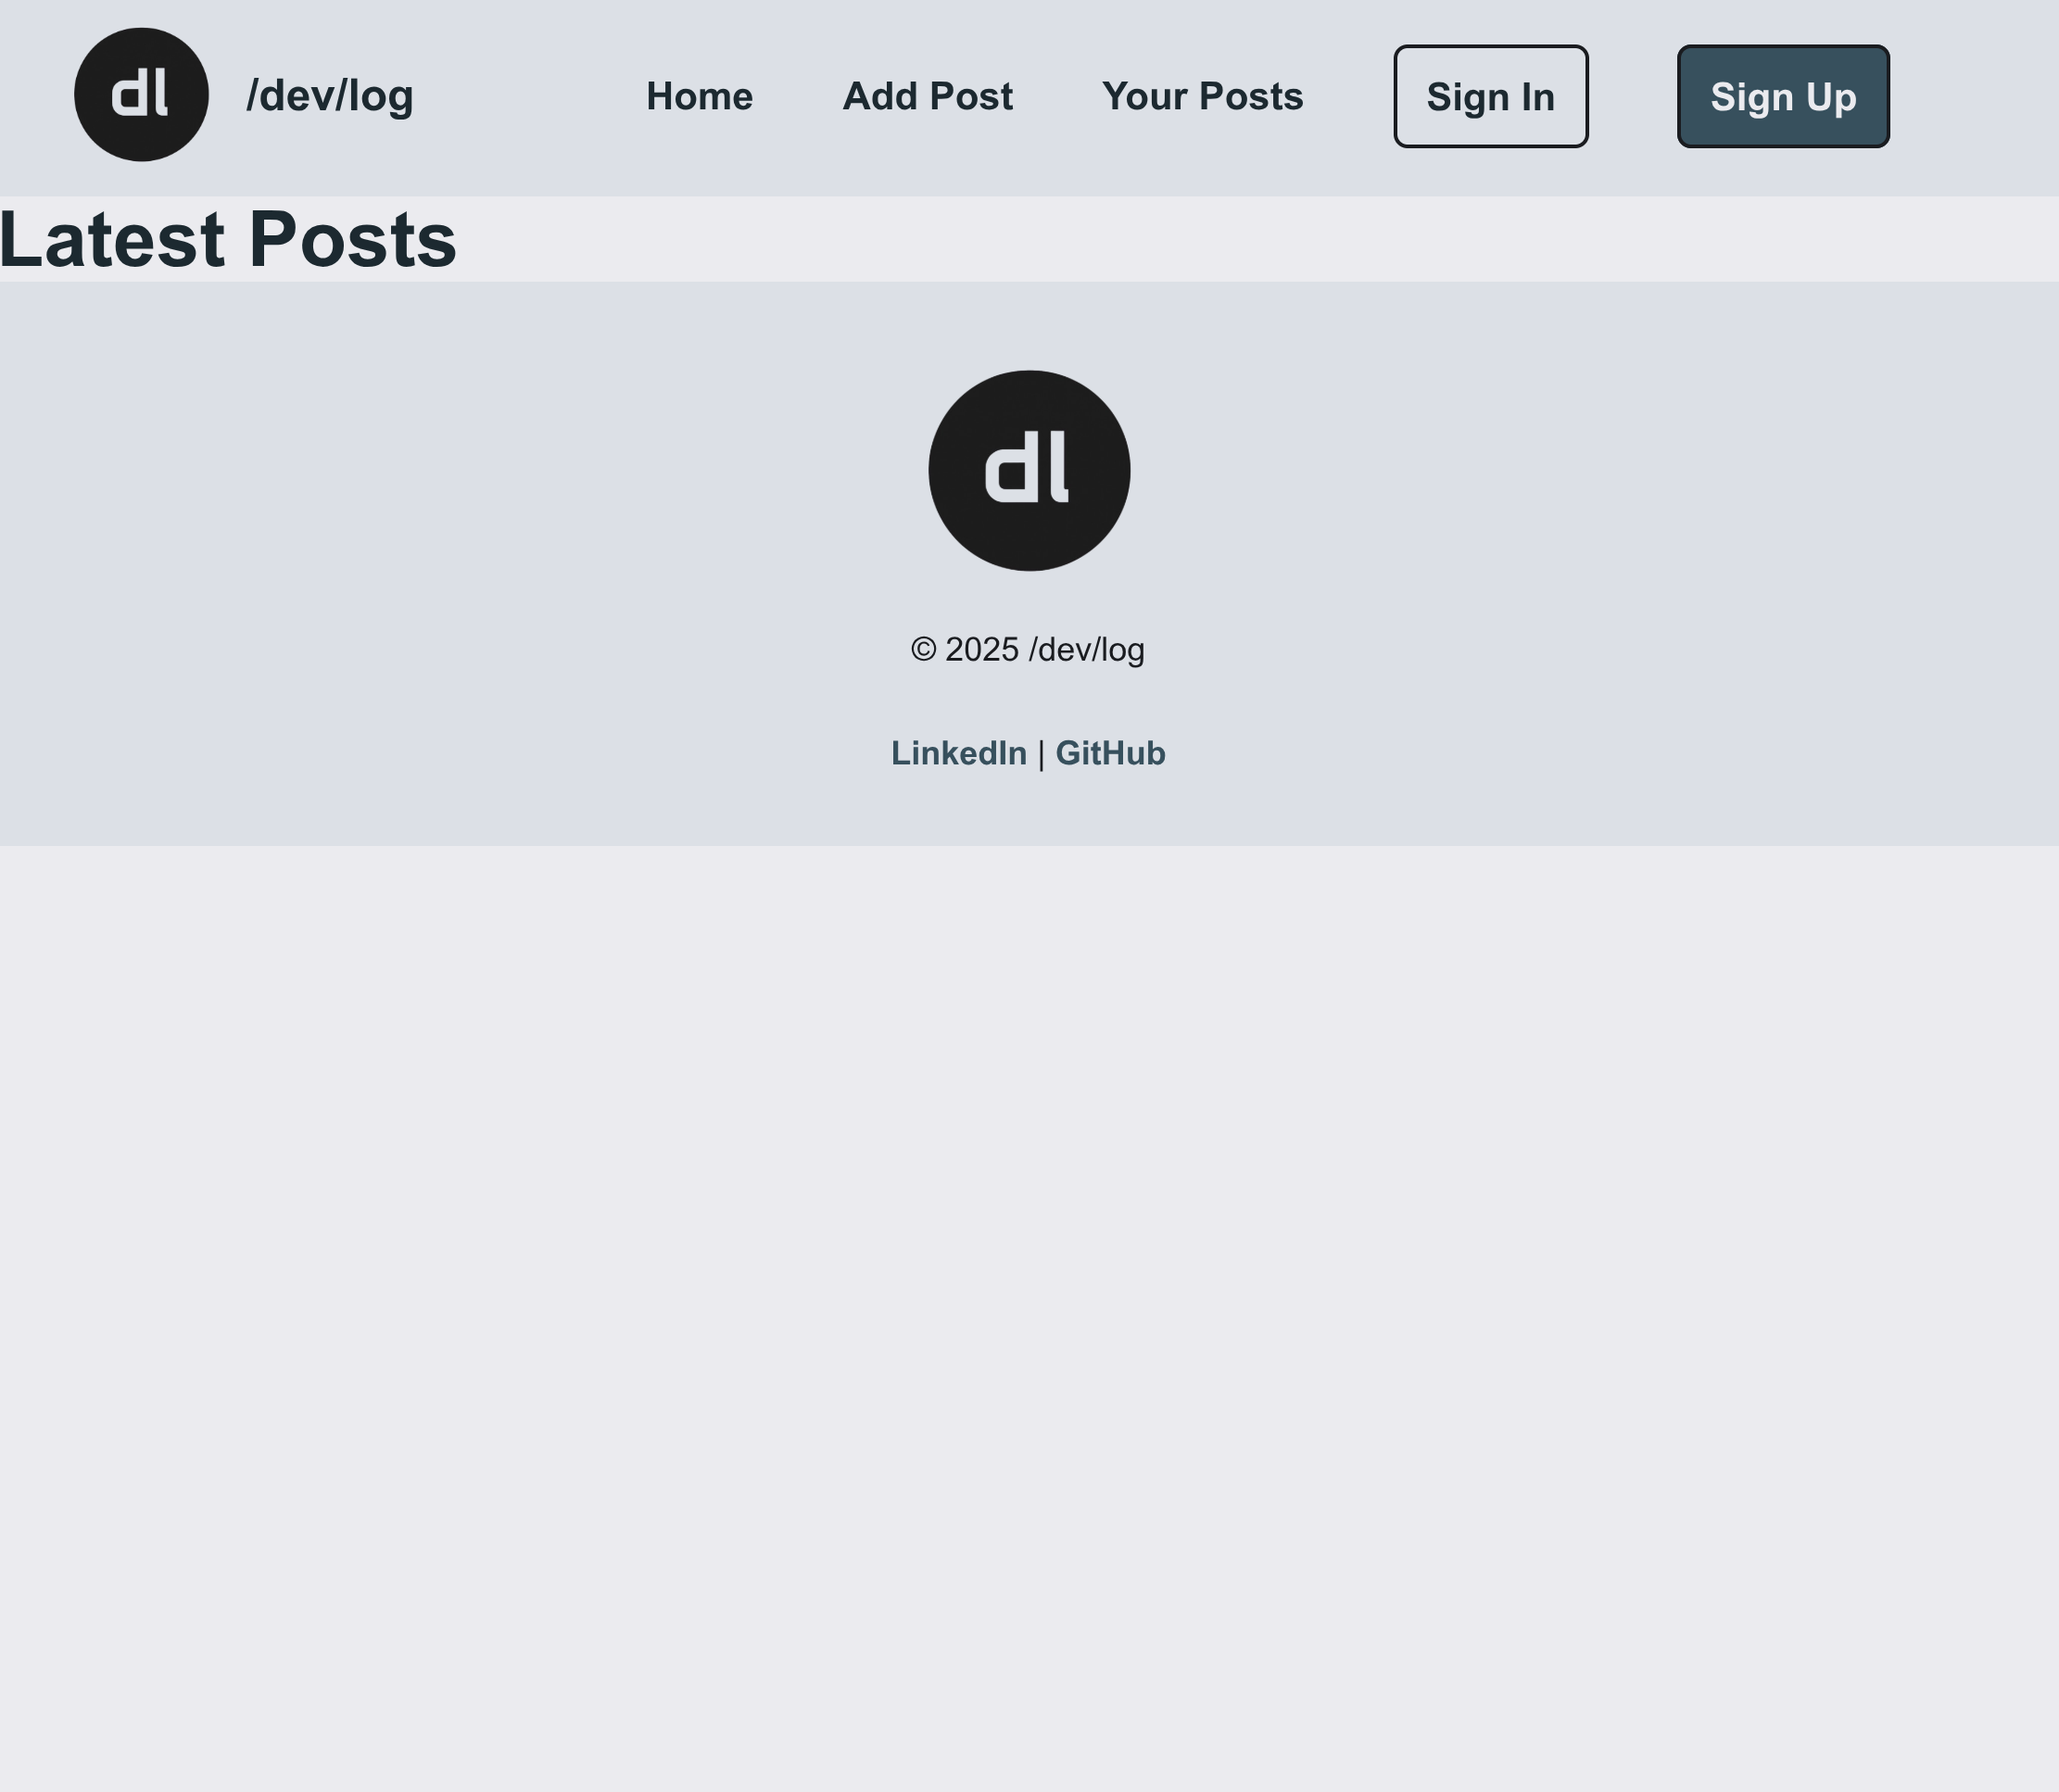 dl /dev/log Home Add Post Your Posts Sign In Sign Up
Latest Posts
dl
© 2025 /dev/log
LinkedIn | GitHub